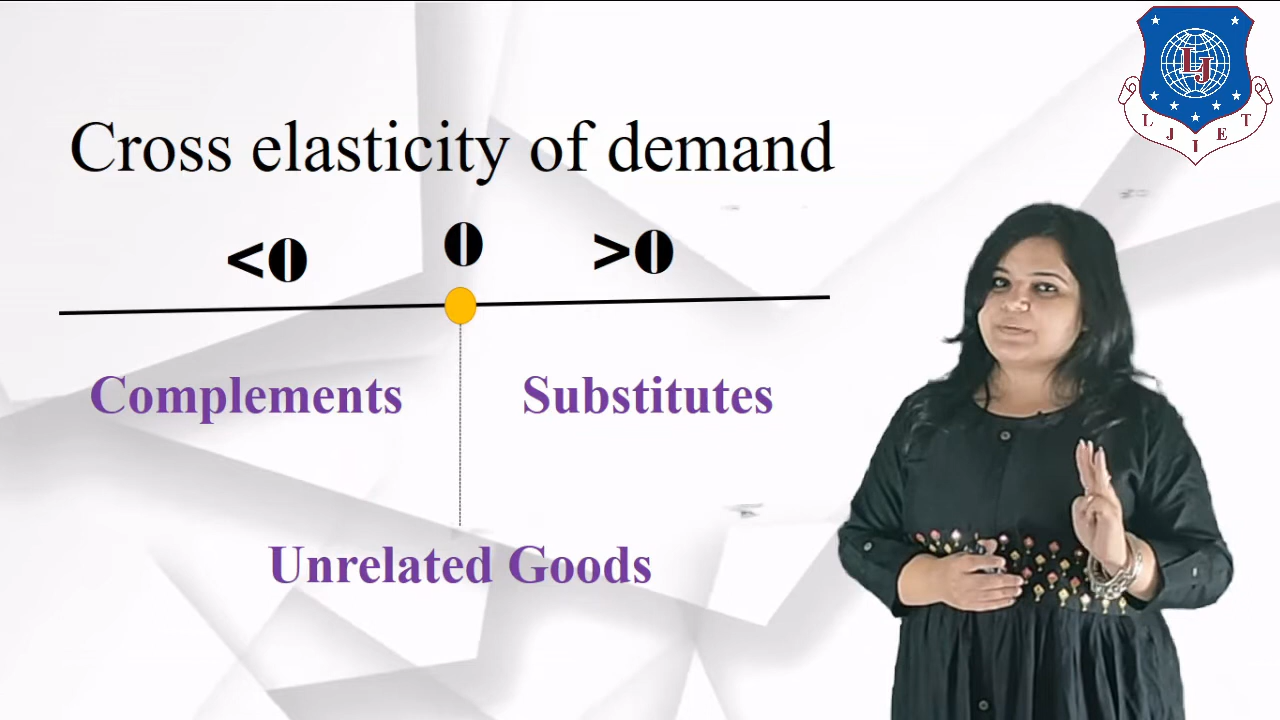 Cross elasticity of demand
<0 0 >0
Complements Substitutes
Unrelated Goods
LJ
L J I E T